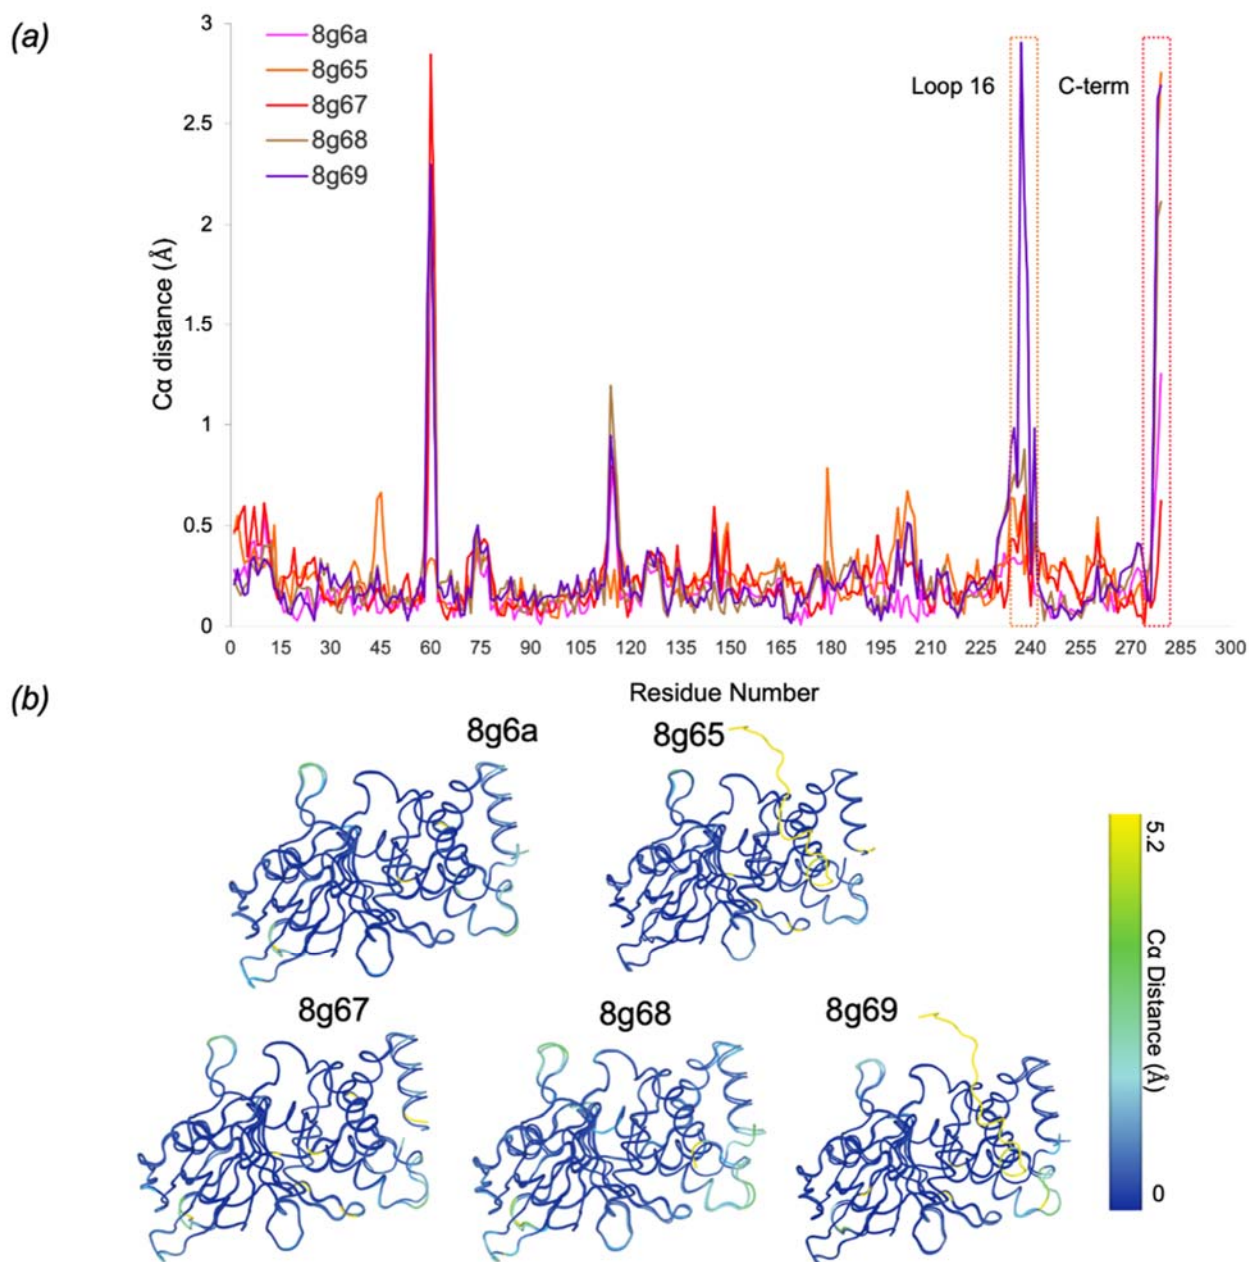 (a)
3
2.5
2
1.5
1
0.5
0
Cα distance (Å)
8g6a
8g65
8g67
8g68
8g69
Loop 16
C-term
0 15 30 45 60 75 90 105 120 135 150 165 180 195 210 225 240 255 270 285 300
Residue Number
(b)
8g6a
8g65
8g67
8g68
8g69
5.2
Cα Distance (Å)
0